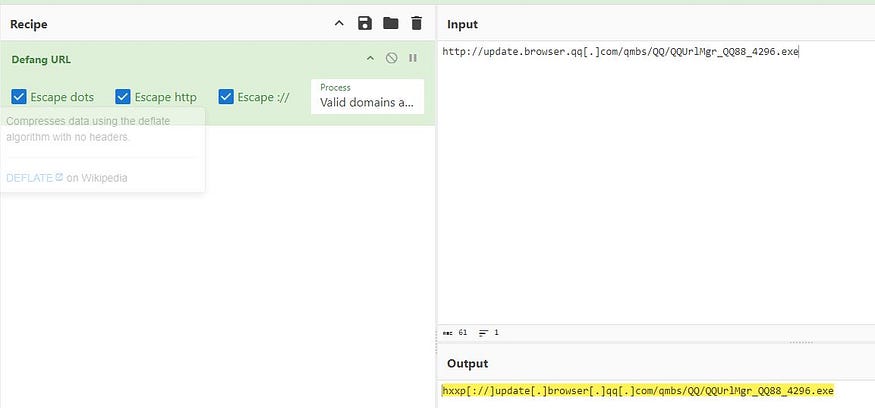 Recipe
Defang URL
Escape dots
Escape http
Escape ://
Process
Valid domains a...
Compresses data using the deflate
algorithm with no headers.
DEFLATE on Wikipedia
Input
http://update.browser.qq[.]com/qmbs/QQ/QQUrlMgr_QQ88_4296.exe
61 1
Output
hxxp[://]update[.]browser[.]qq[.]com/qmbs/QQ/QQUrlMgr_QQ88_4296.exe